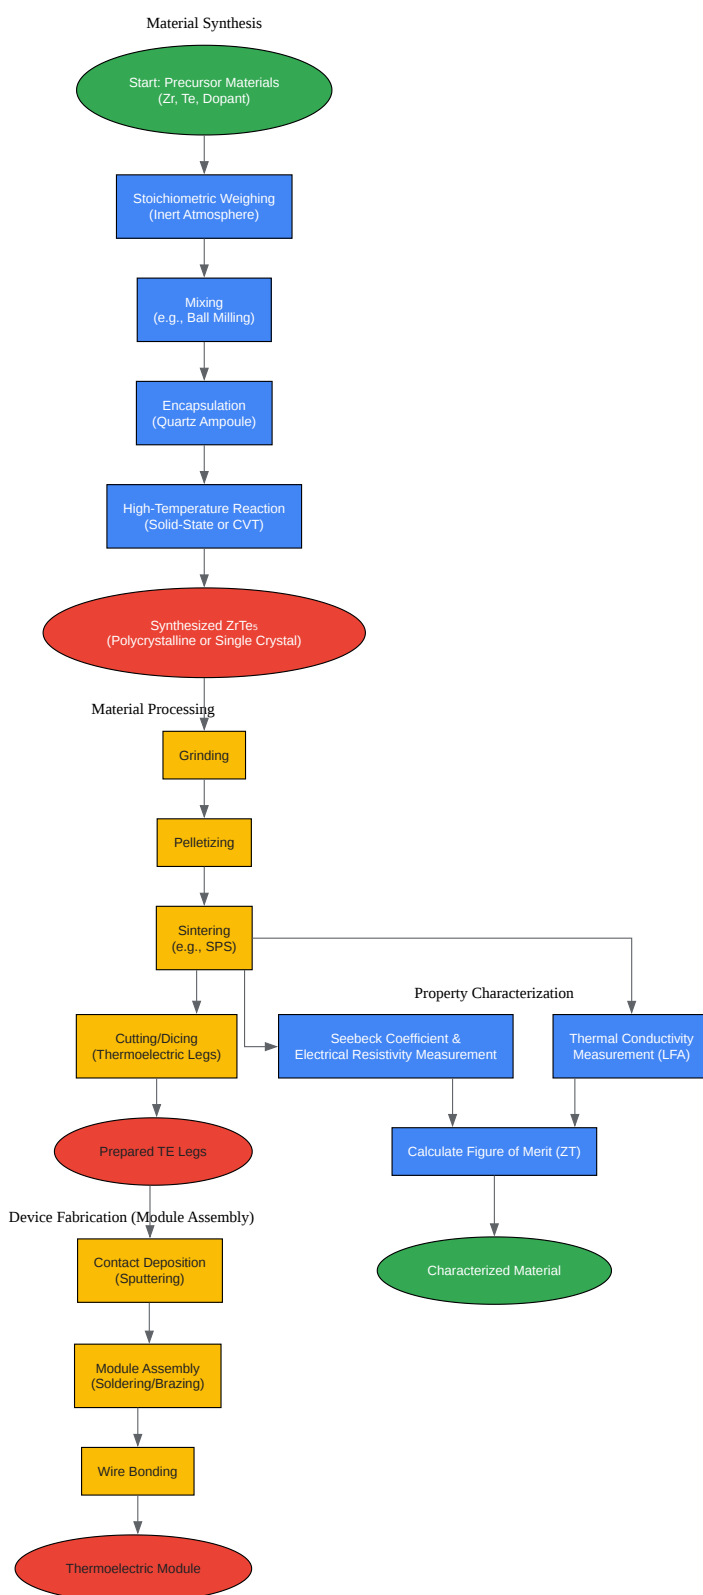 Material Synthesis
Start: Precursor Materials
(Zr, Te, Dopant)
Stoichiometric Weighing
(Inert Atmosphere)
Mixing
(e.g., Ball Milling)
Encapsulation
(Quartz Ampoule)
High-Temperature Reaction
(Solid-State or CVT)
Synthesized ZrTe₅
(Polycrystalline or Single Crystal)
Material Processing
Grinding
Pelletizing
Sintering
(e.g., SPS)
Property Characterization
Cutting/Dicing
(Thermoelectric Legs)
Seebeck Coefficient &
Electrical Resistivity Measurement
Thermal Conductivity
Measurement (LFA)
Prepared TE Legs
Calculate Figure of Merit (ZT)
Device Fabrication (Module Assembly)
Contact Deposition
(Sputtering)
Characterized Material
Module Assembly
(Soldering/Brazing)
Wire Bonding
Thermoelectric Module